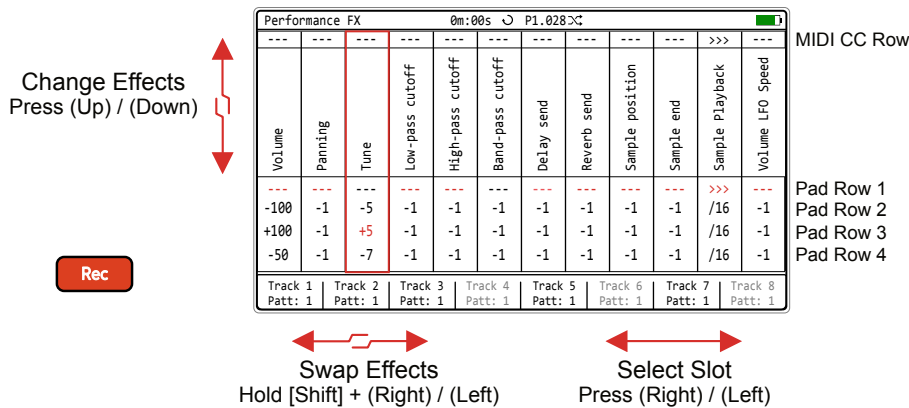 Performance FX 0m:00s P1.028
--- --- --- --- --- --- --- --- --- --- >>> ---
MIDI CC Row
Change Effects
Press (Up) / (Down)
Volume
Panning
Tune
Low-pass cutoff
High-pass cutoff
Band-pass cutoff
Delay send
Reverb send
Sample position
Sample end
Sample Playback
Volume LFO Speed
--- --- --- --- --- --- --- --- --- --- >>> --- Pad Row 1
-100 -1 -5 -1 -1 -1 -1 -1 -1 -1 /16 -1 Pad Row 2
+100 -1 +5 -1 -1 -1 -1 -1 -1 -1 /16 -1 Pad Row 3
-50 -1 -7 -1 -1 -1 -1 -1 -1 -1 /16 -1 Pad Row 4
Rec
Track 1 Track 2 Track 3 Track 4 Track 5 Track 6 Track 7 Track 8
Patt: 1 Patt: 1 Patt: 1 Patt: 1 Patt: 1 Patt: 1 Patt: 1 Patt: 1
Swap Effects
Hold [Shift] + (Right) / (Left)
Select Slot
Press (Right) / (Left)